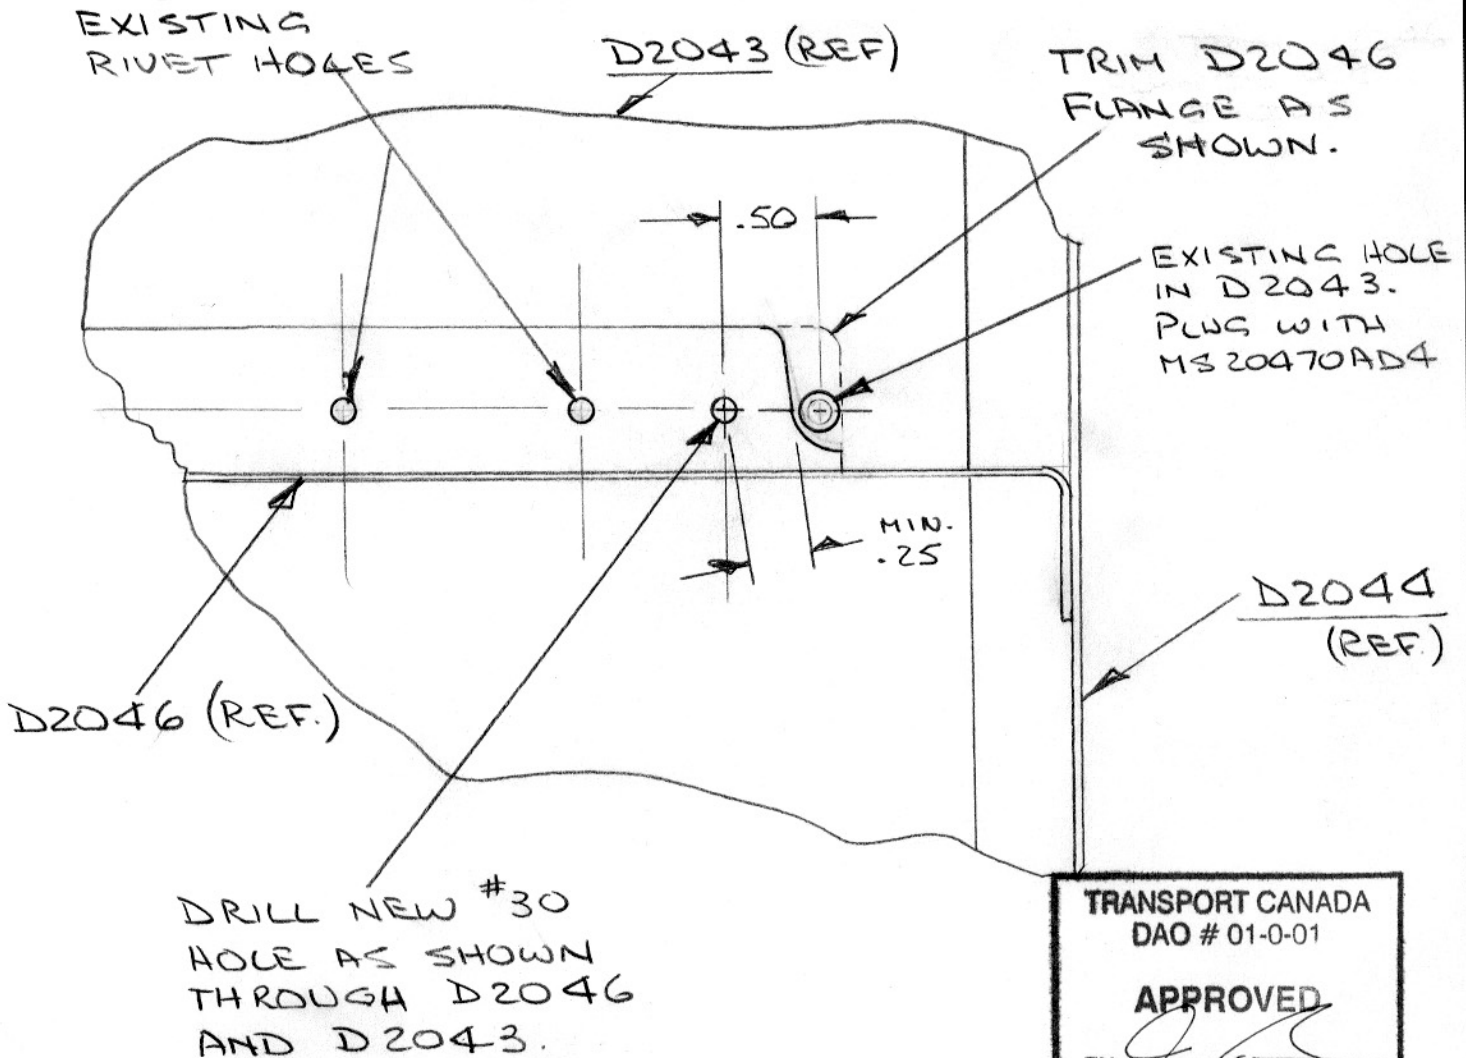 EXISTING
RIVET HOLES
D2043 (REF)
TRIM D2046
FLANGE AS
SHOWN.
.50
EXISTING HOLE
IN D2043.
PLUG WITH
MS20470AD4
MIN.
.25
D2044
(REF.)
D2046 (REF.)
DRILL NEW #30
HOLE AS SHOWN
THROUGH D2046
AND D2043.
TRANSPORT CANADA
DAO # 01-0-01
APPROVED